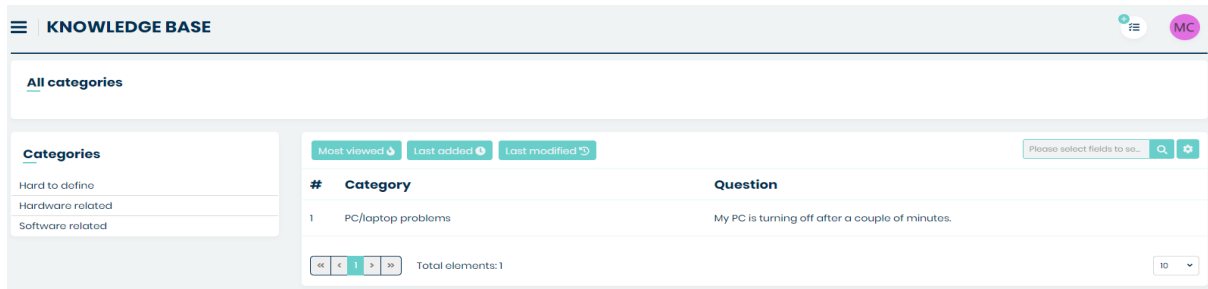 KNOWLEDGE BASE
MC
All categories
Categories
Hard to define
Hardware related
Software related
Most viewed Last added Last modified
Please select fields to se...
# Category Question
1 PC/laptop problems My PC is turning off after a couple of minutes.
« < 1 > » Total elements: 1 10